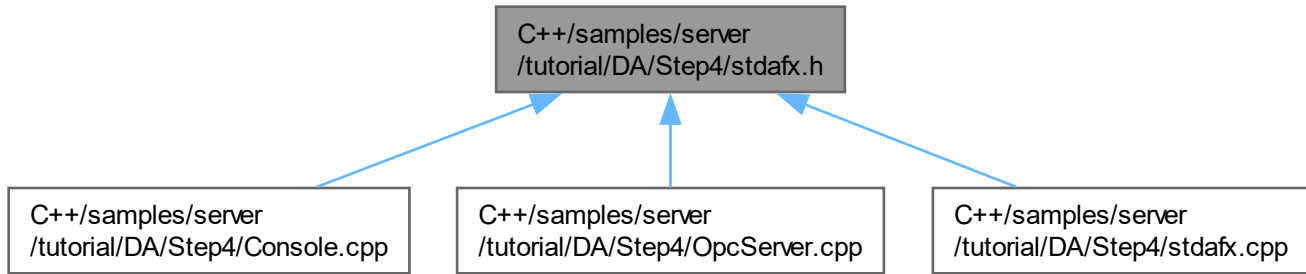 C++/samples/server
/tutorial/DA/Step4/stdafx.h
C++/samples/server
/tutorial/DA/Step4/Console.cpp
C++/samples/server
/tutorial/DA/Step4/OpcServer.cpp
C++/samples/server
/tutorial/DA/Step4/stdafx.cpp